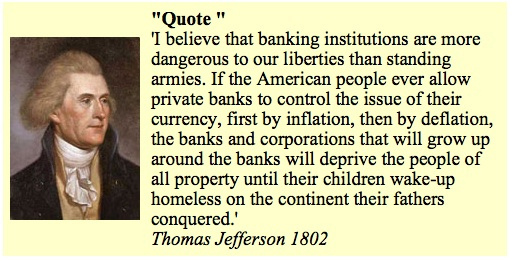 "Quote "
'I believe that banking institutions are more
dangerous to our liberties than standing
armies. If the American people ever allow
private banks to control the issue of their
currency, first by inflation, then by deflation,
the banks and corporations that will grow up
around the banks will deprive the people of
all property until their children wake-up
homeless on the continent their fathers
conquered.'
Thomas Jefferson 1802